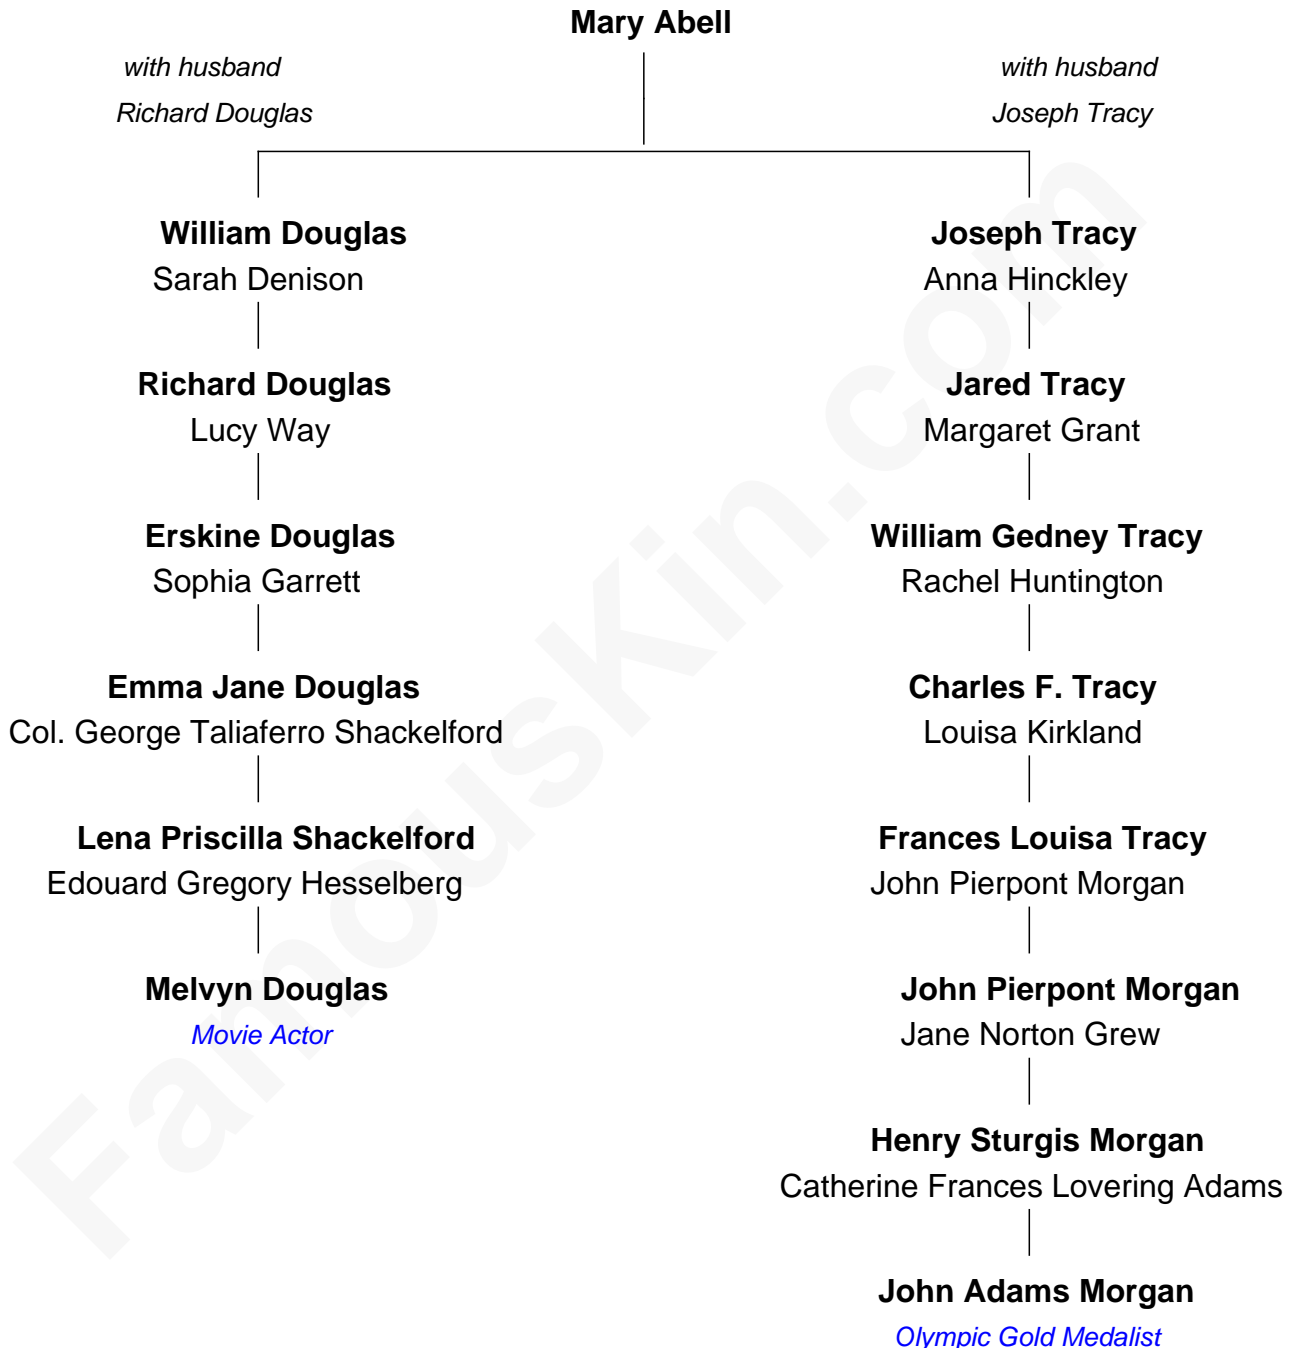 Mary Abell
with husband
Richard Douglas
with husband
Joseph Tracy
William Douglas
Sarah Denison
Richard Douglas
Lucy Way
Erskine Douglas
Sophia Garrett
Emma Jane Douglas
Col. George Taliaferro Shackelford
Lena Priscilla Shackelford
Edouard Gregory Hesselberg
Melvyn Douglas
Movie Actor
Joseph Tracy
Anna Hinckley
Jared Tracy
Margaret Grant
William Gedney Tracy
Rachel Huntington
Charles F. Tracy
Louisa Kirkland
Frances Louisa Tracy
John Pierpont Morgan
John Pierpont Morgan
Jane Norton Grew
Henry Sturgis Morgan
Catherine Frances Lovering Adams
John Adams Morgan
Olympic Gold Medalist
FamousKin.com